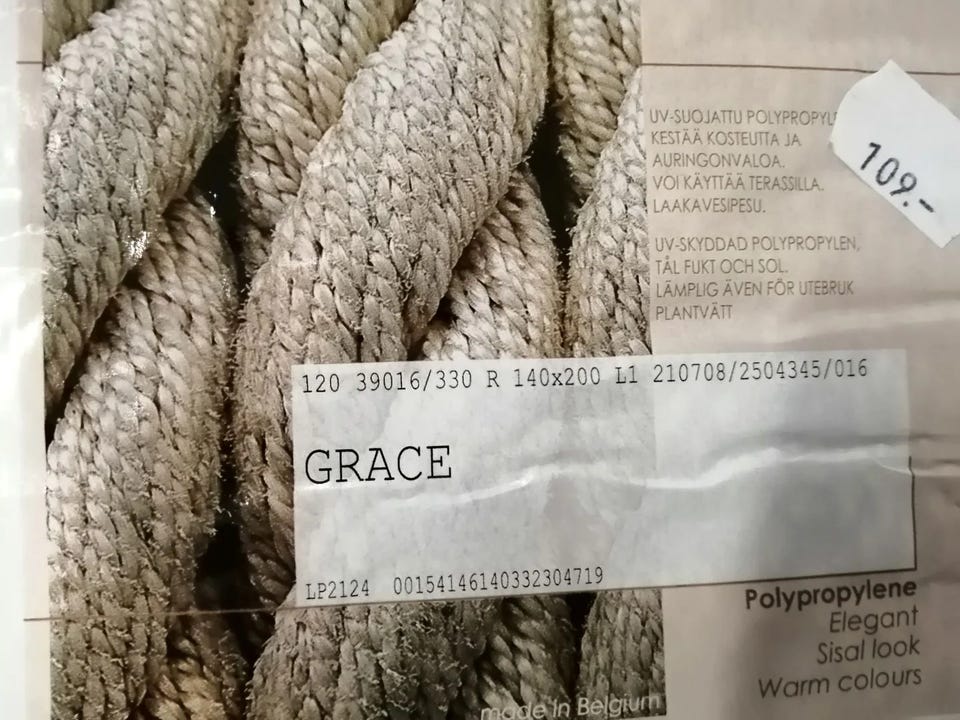 UV-SUOJATTU POLYPROPYLE
KESTÄÄ KOSTEUTTA JA
AURINGONVALOA.
VOI KÄYTTÄÄ TERASSILLA.
LAAKAVESIPESU.
109.-
UV-SKYDDAD POLYPROPYLEN,
TÅL FUKT OCH SOL.
LÄMPLIG ÄVEN FÖR UTEBRUK
PLANTVÄTT
120 39016/330 R 140x200 L1 210708/2504345/016
GRACE
LP2124 00154146140332304719
Polypropylene
Elegant
Sisal look
Warm colours
made in Belgium